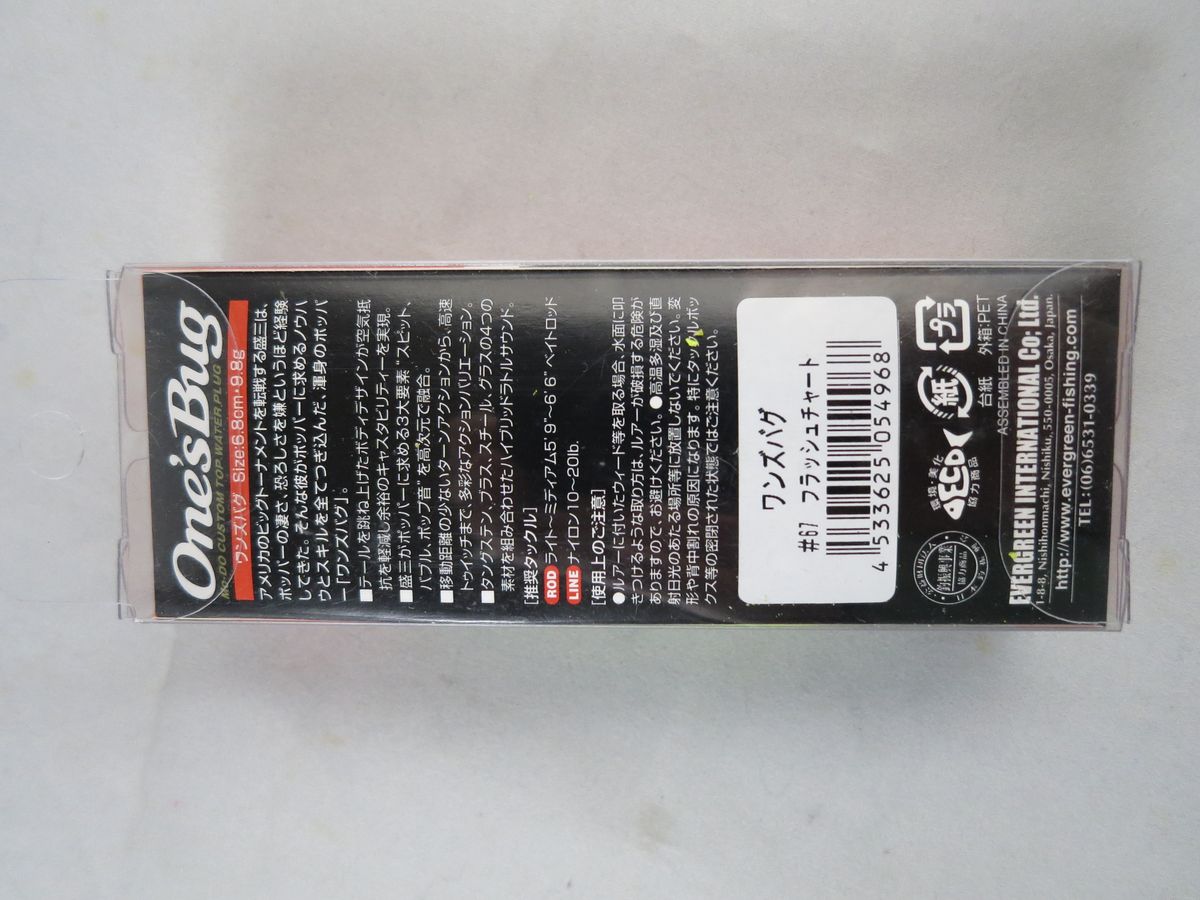 One'sBug
Mo-DO CUSTOM TOP WATER PLUG
ワンズバグ Size:6.8cm・9.8g
アメリカのビッグトーナメントを転戦する盛三は、
ポッパーの凄さ、恐ろしさを嫌というほど経験
してきた。そんな彼がポッパーに求めるノウハ
ウとスキルを全てつぎ込んだ、渾身のポッパ
ー「ワンズバグ」。
■テールを跳ね上げたボディデザインが空気抵
抗を軽減し余裕のキャスタビリティーを実現。
■盛三がポッパーに求める3大要素“スピット、
バブル、ポップ音”を高次元で融合。
■移動距離の少ないターンアクションから、高速
トゥイッチまで、多彩なアクションバリエーション。
■タングステン、ブラス、スチール、グラスの4つの
素材を組み合わせたハイブリッドラトルサウンド。
[推奨タックル]
ROD ライト〜ミディアム5'9"〜6'6"ベイトロッド
LINE ナイロン10〜20lb.
[使用上のご注意]
●ルアーに付いたウィード等を取る場合、水面に叩
きつけるような取り方は、ルアーが破損する危険が
ありますので、お避けください。●高温多湿及び直
射日光のあたる場所等に放置しないでください。変
形や背中割れの原因になります。特にタックルボッ
クス等の密閉された状態ではご注意ください。
ワンズバグ
#67 フラッシュチャート
4 533625 054968
環境・実化
ECO
協力商品
紙
台紙
プラ
外箱:PET
ASSEMBLED IN CHINA
釣振興事業
協力商品
EVERGREEN INTERNATIONAL Co; Ltd.
1-8-8, Nishihonmachi, Nishiku, 5550-0005, Osaka, Japan.
http://www.evergreen-fishing.com
TEL:(06)6531-0339